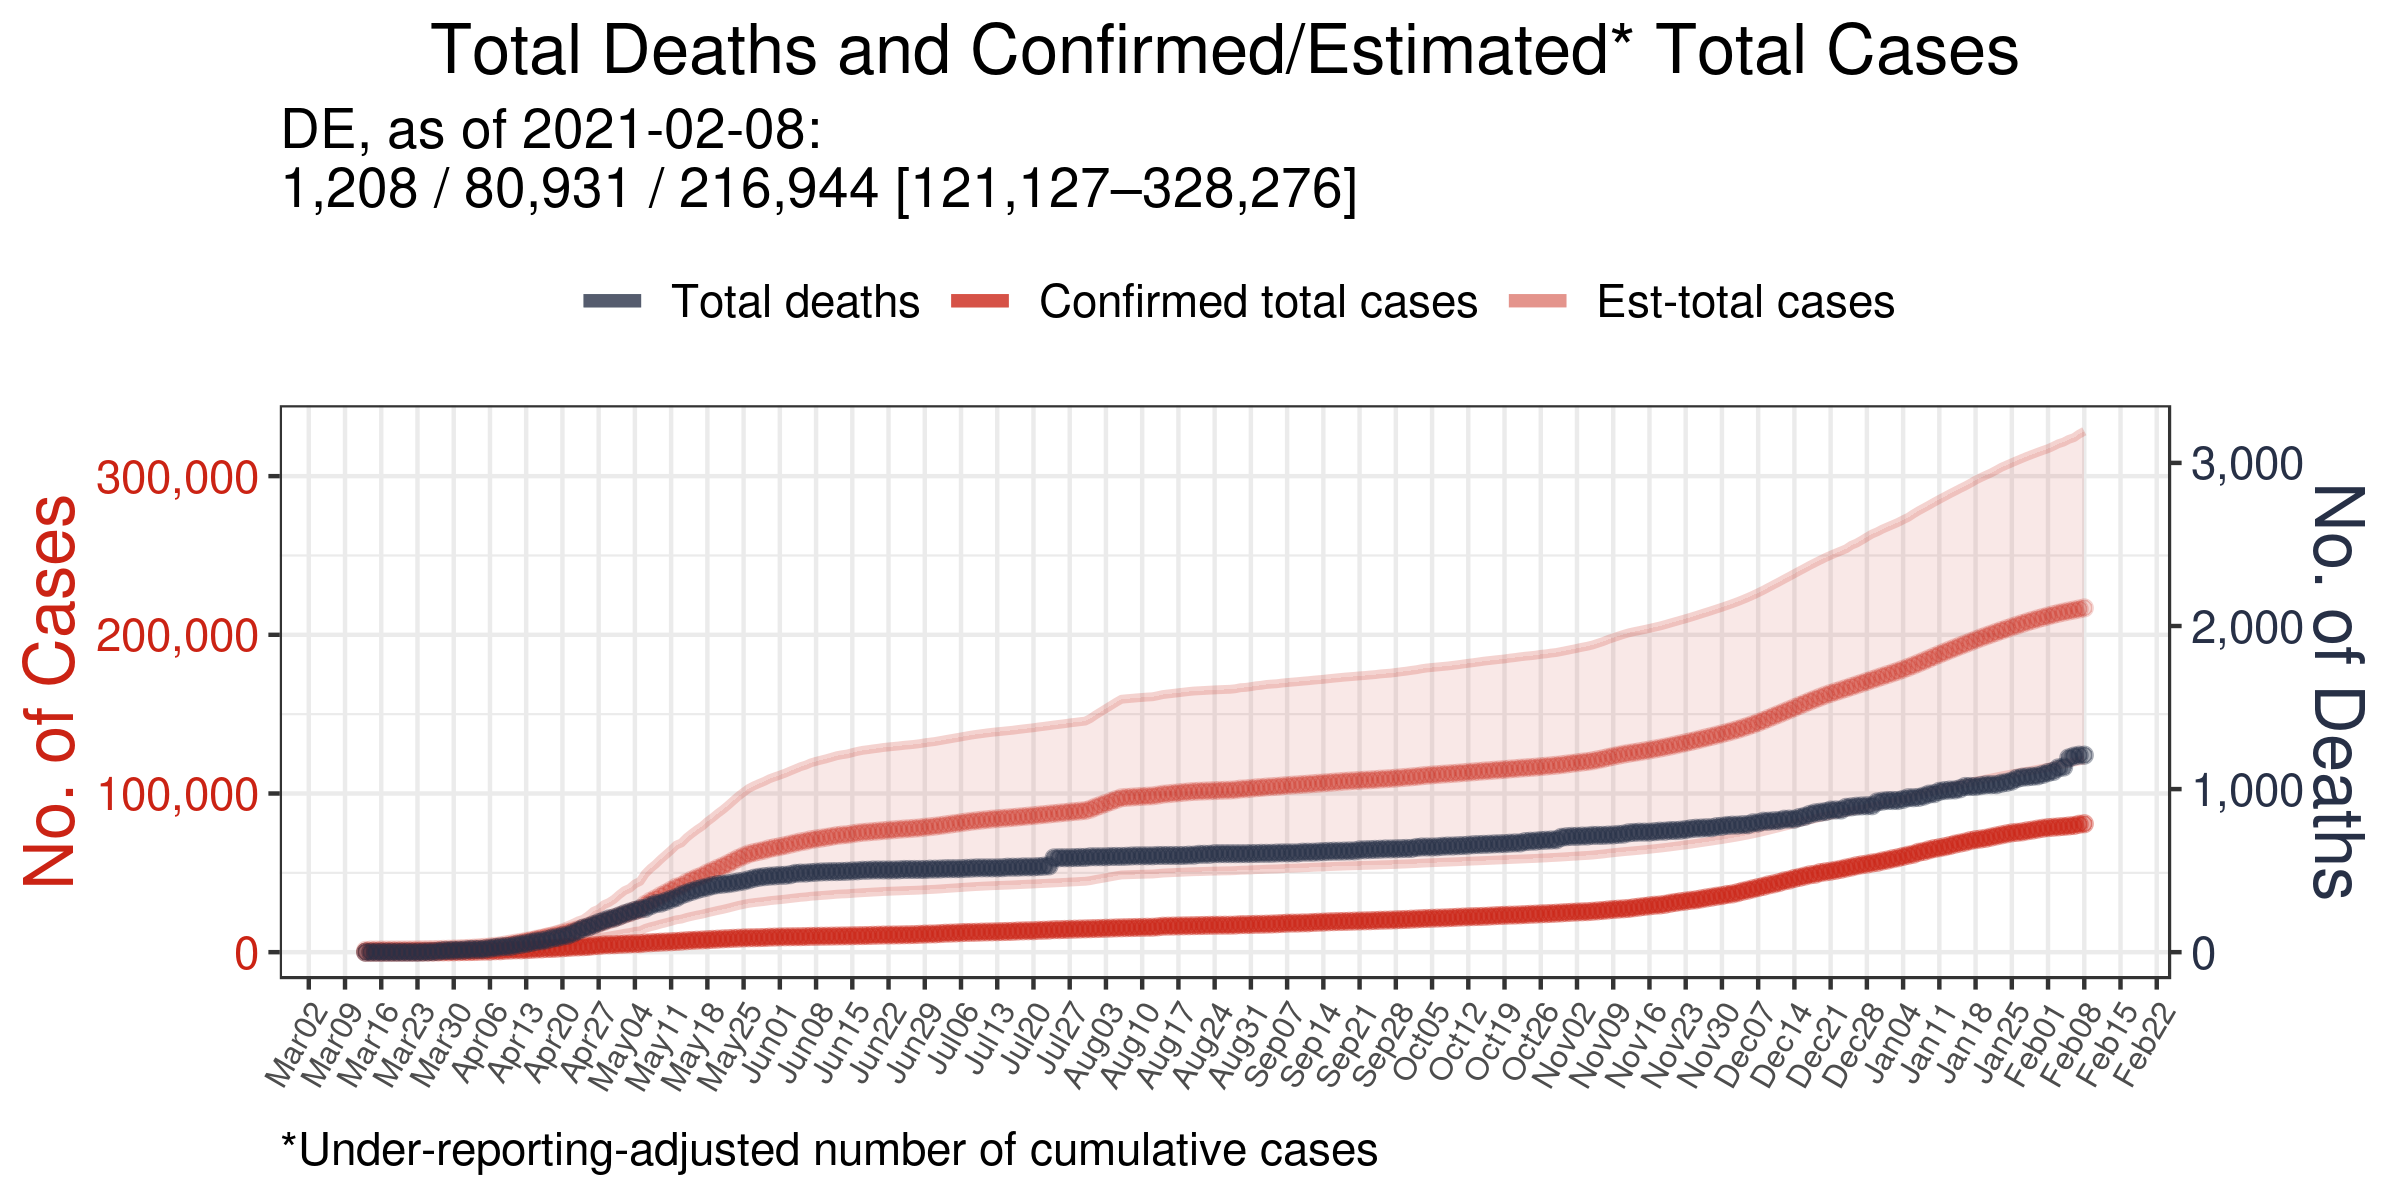 Total Deaths and Confirmed/Estimated* Total Cases
DE, as of 2021-02-08:
1,208 / 80,931 / 216,944 [121,127–328,276]
Total deaths
Confirmed total cases
Est-total cases
No. of Cases
300,000
200,000
100,000
0
3,000
2,000
1,000
0
No. of Deaths
Mar02
Mar09
Mar16
Mar23
Mar30
Apr06
Apr13
Apr20
Apr27
May04
May11
May18
May25
Jun01
Jun08
Jun15
Jun22
Jun29
Jul06
Jul13
Jul20
Jul27
Aug03
Aug10
Aug17
Aug24
Aug31
Sep07
Sep14
Sep21
Sep28
Oct05
Oct12
Oct19
Oct26
Nov02
Nov09
Nov16
Nov23
Nov30
Dec07
Dec14
Dec21
Dec28
Jan04
Jan11
Jan18
Jan25
Feb01
Feb08
Feb15
Feb22
*Under-reporting-adjusted number of cumulative cases